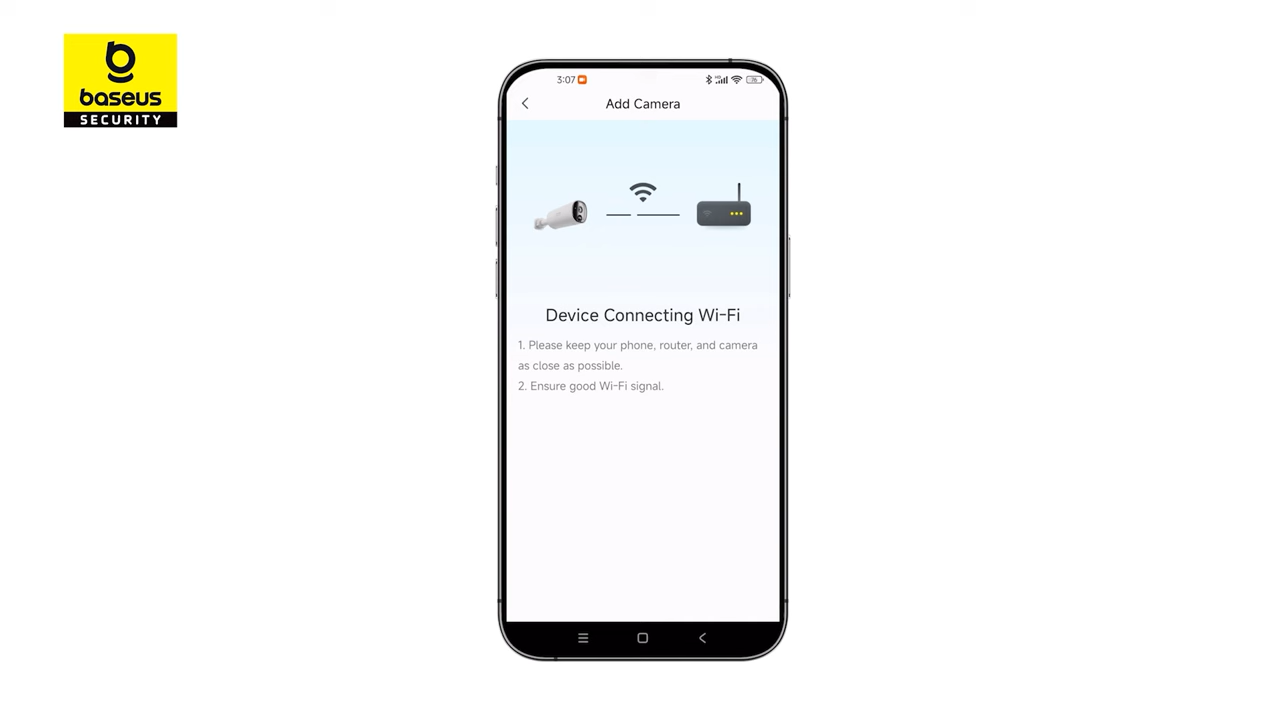 baseus
SECURITY
3:07
Add Camera
Device Connecting Wi-Fi
1. Please keep your phone, router, and camera
as close as possible.
2. Ensure good Wi-Fi signal.